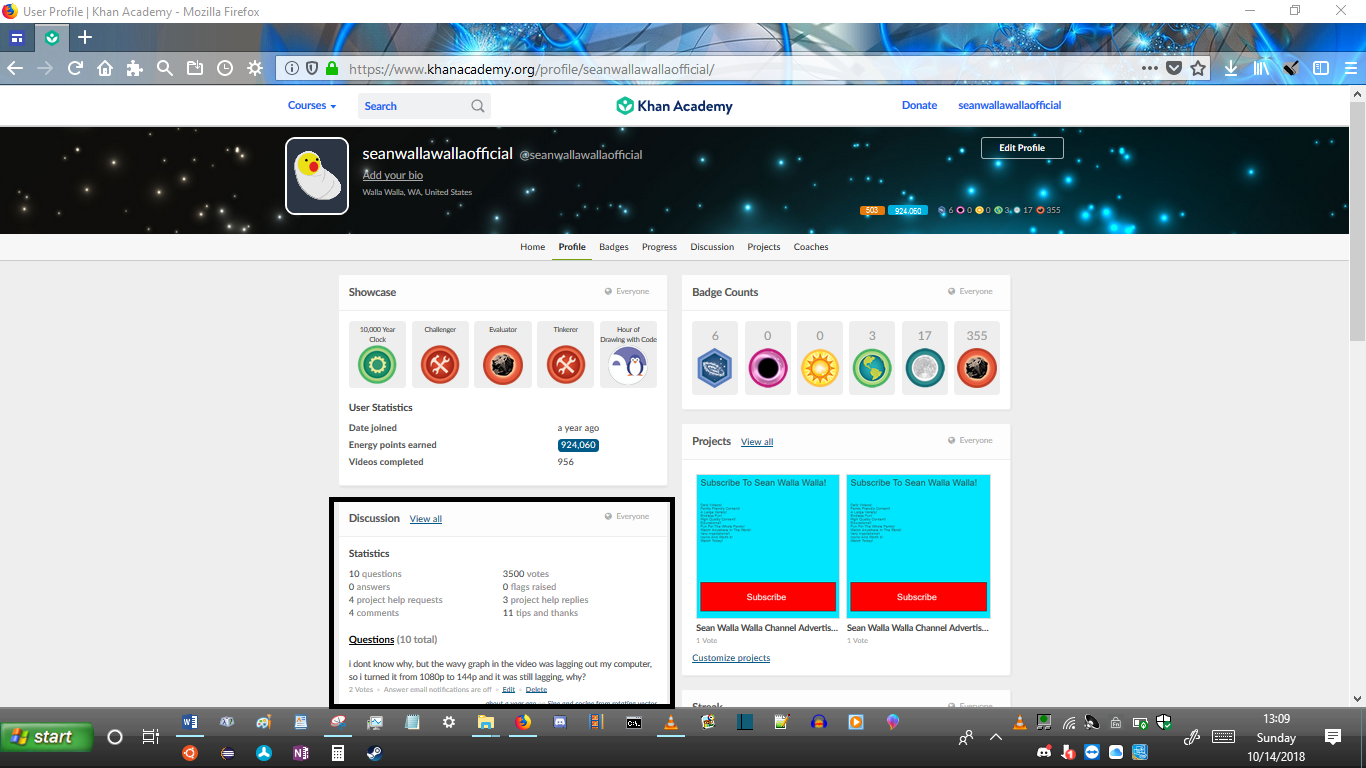 User Profile | Khan Academy - Mozilla Firefox
https://www.khanacademy.org/profile/seanwallawallaofficial/
Courses
Search
Khan Academy
Donate
seanwallawallaofficial
seanwallawallaofficial @seanwallawallaofficial
Edit Profile
Add your bio
Walla Walla, WA, United States
503 924,060 6 0 0 3 17 355
Home Profile Badges Progress Discussion Projects Coaches
Showcase Everyone
10,000 Year
Clock
Challenger
Evaluator
Tinkerer
Hour of
Drawing with Code
User Statistics
Date joined a year ago
Energy points earned 924,060
Videos completed 956
Badge Counts Everyone
6 0 0 3 17 355
Projects View all Everyone
Subscribe To Sean Walla Walla!
Subscribe
Sean Walla Walla Channel Advertis...
1 Vote
Subscribe To Sean Walla Walla!
Subscribe
Sean Walla Walla Channel Advertis...
1 Vote
Customize projects
Discussion View all Everyone
Statistics
10 questions 3500 votes
0 answers 0 flags raised
4 project help requests 3 project help replies
4 comments 11 tips and thanks
Questions (10 total)
i dont know why, but the wavy graph in the video was lagging out my computer,
so i turned it from 1080p to 144p and it was still lagging, why?
2 Votes • Answer email notifications are off • Edit • Delete
Streak Everyone
start
13:09
Sunday
10/14/2018